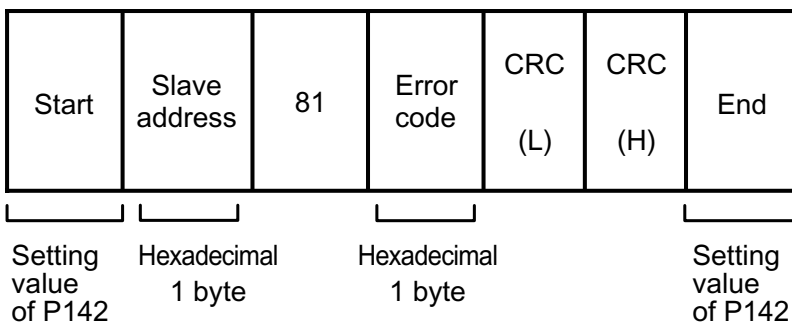 Start
Slave
address
81
Error
code
CRC
(L)
CRC
(H)
End
Setting
value
of P142
Hexadecimal
1 byte
Hexadecimal
1 byte
Setting
value
of P142